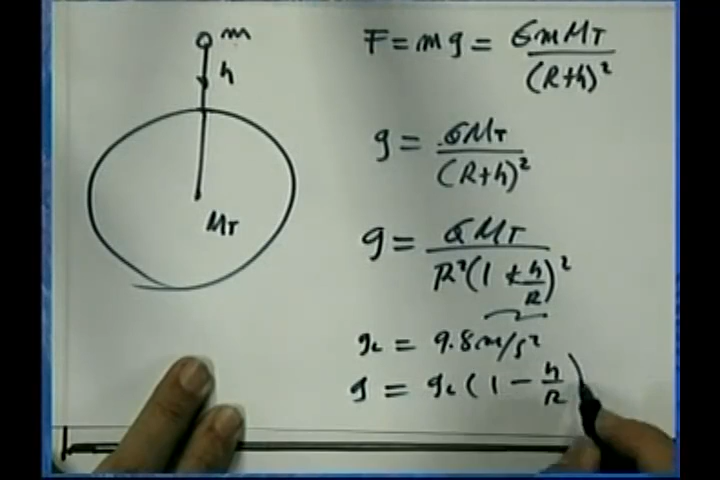 m
h
M_T
F = mg = GmM_T / (R+h)²
g = GM_T / (R+h)²
g = GM_T / R²(1 + h/R)²
g₀ = 9.8 m/s²
g = g₀ (1 - h/R